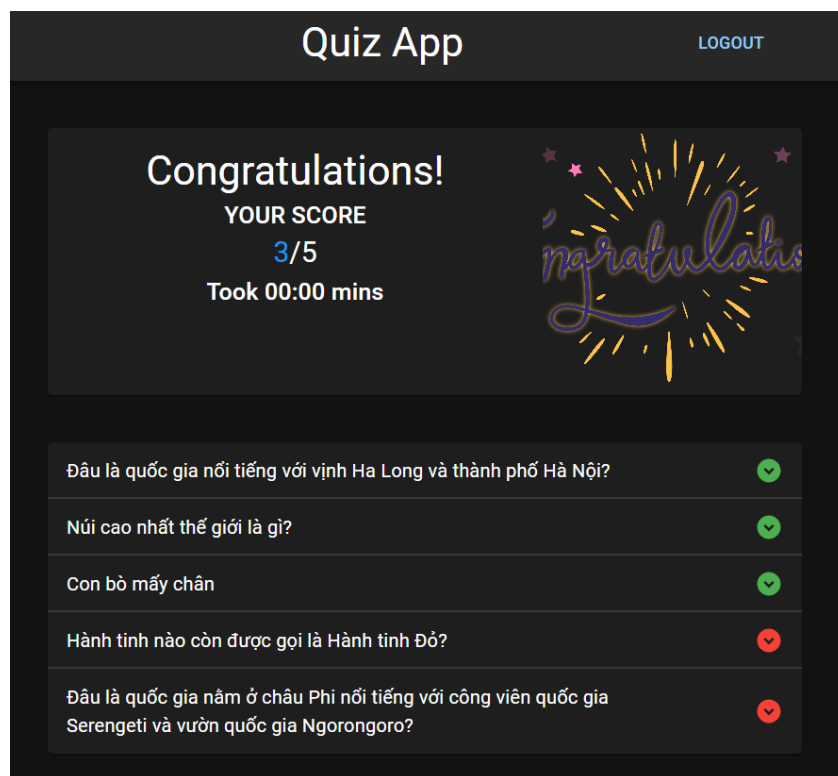 Quiz App
LOGOUT
Congratulations!
YOUR SCORE
3/5
Took 00:00 mins
Đâu là quốc gia nổi tiếng với vịnh Ha Long và thành phố Hà Nội?
Núi cao nhất thế giới là gì?
Con bò mấy chân
Hành tinh nào còn được gọi là Hành tinh Đỏ?
Đâu là quốc gia nằm ở châu Phi nổi tiếng với công viên quốc gia
Serengeti và vườn quốc gia Ngorongoro?